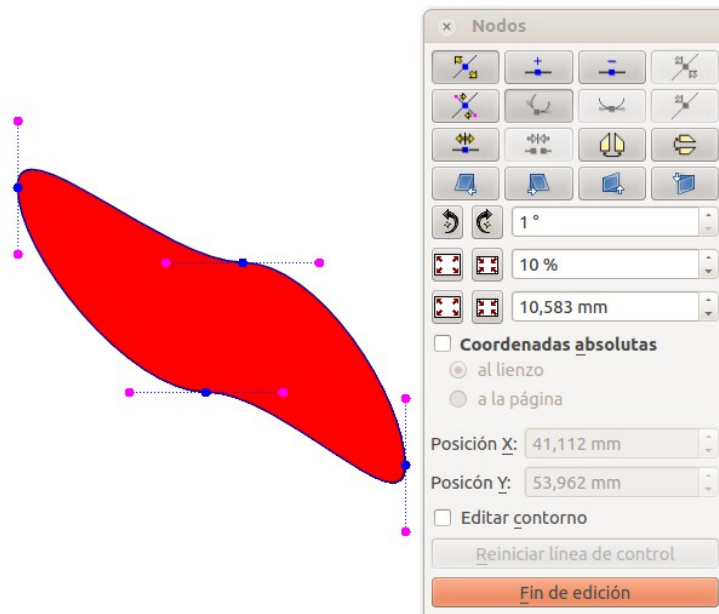 Nodos
1 °
10 %
10,583 mm
Coordenadas absolutas
al lienzo
a la página
Posición X: 41,112 mm
Posicón Y: 53,962 mm
Editar contorno
Reiniciar línea de control
Fin de edición